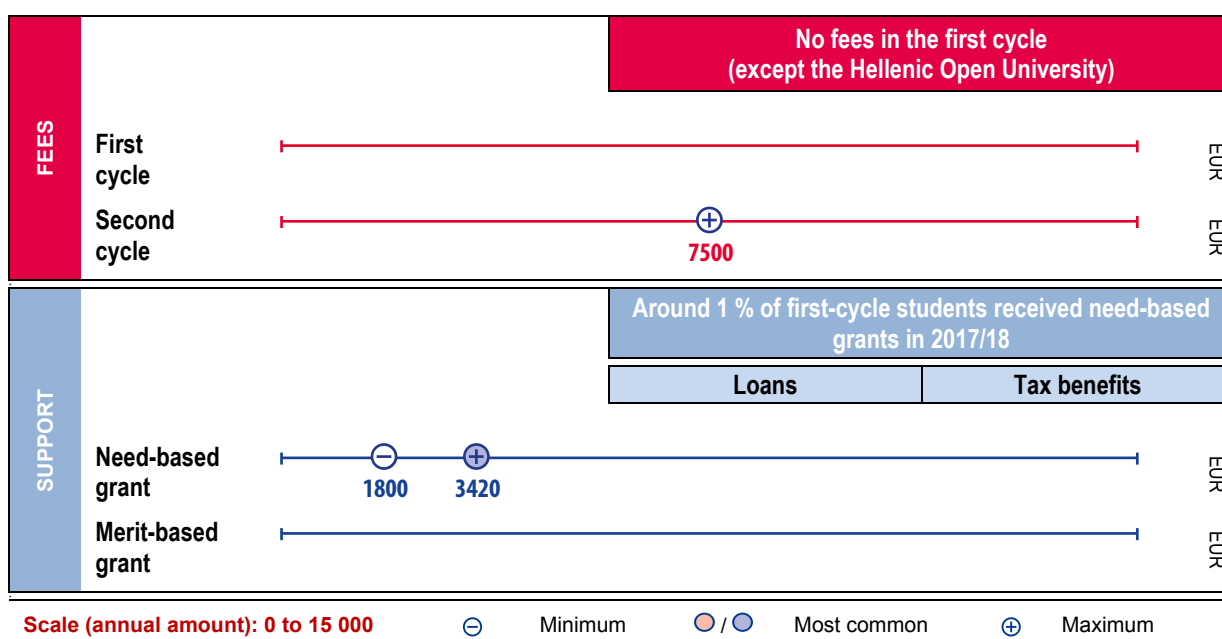 No fees in the first cycle
(except the Hellenic Open University)
FEES
First
cycle
EUR
Second
cycle
7500
EUR
Around 1 % of first-cycle students received need-based
grants in 2017/18
Loans
Tax benefits
SUPPORT
Need-based
grant
1800
3420
EUR
Merit-based
grant
EUR
Scale (annual amount): 0 to 15 000
Minimum
/
Most common
Maximum